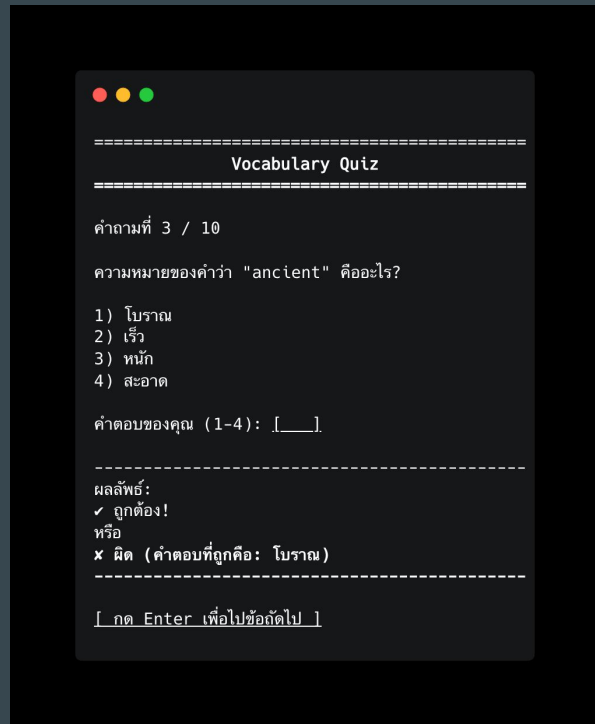 ============================================
Vocabulary Quiz
============================================
คำถามที่ 3 / 10
ความหมายของคำว่า "ancient" คืออะไร?
1) โบราณ
2) เร็ว
3) หนัก
4) สะอาด
คำตอบของคุณ (1-4): [___]
--------------------------------------------
ผลลัพธ์:
✔ ถูกต้อง!
หรือ
✘ ผิด (คำตอบที่ถูกคือ: โบราณ)
--------------------------------------------
[ กด Enter เพื่อไปข้อถัดไป ]